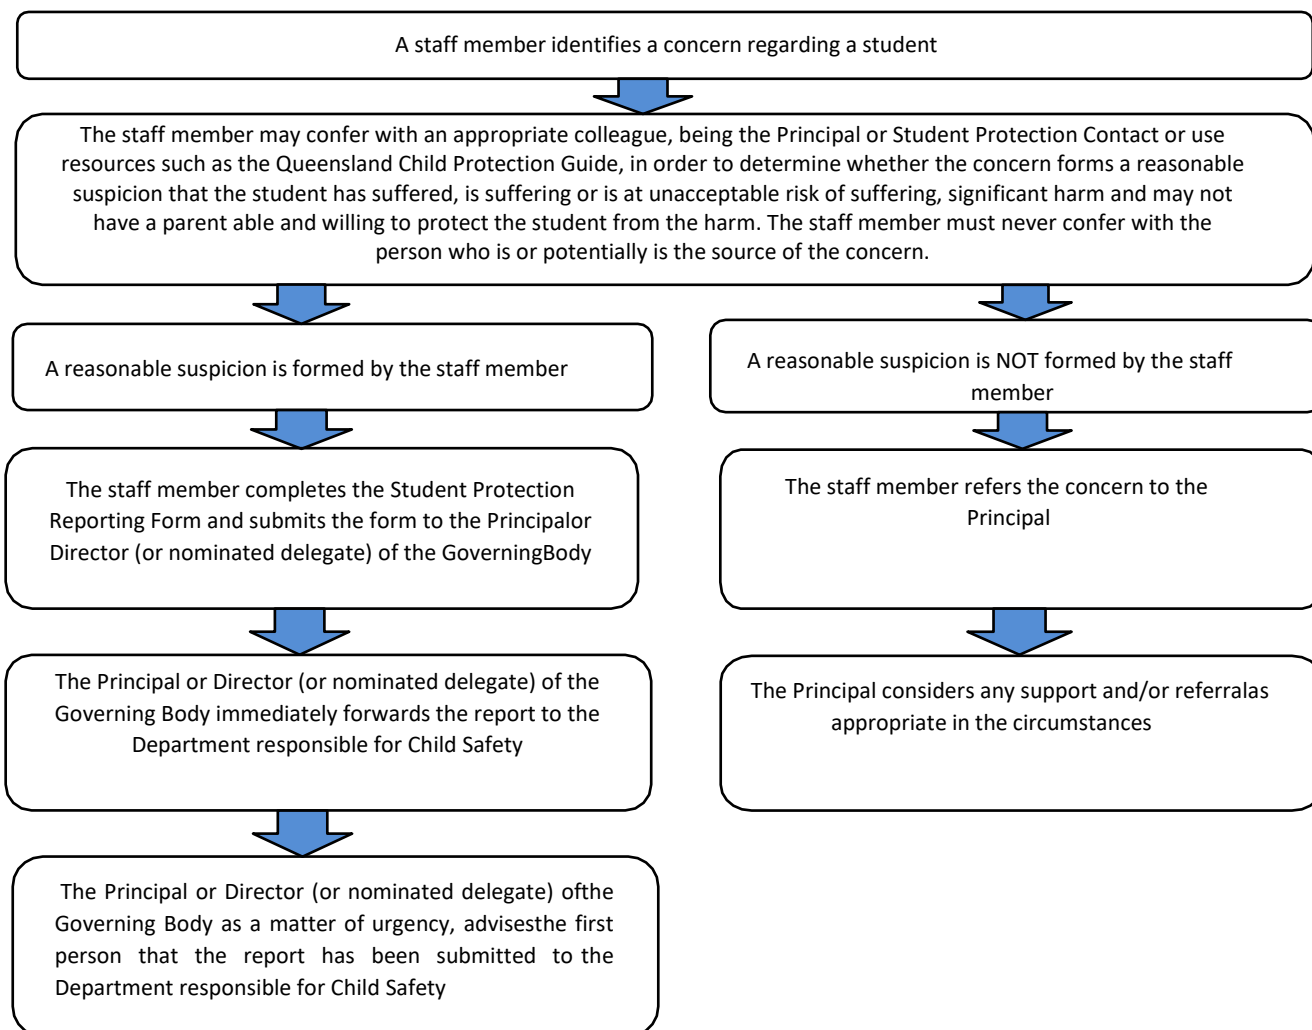 A staff member identifies a concern regarding a student
The staff member may confer with an appropriate colleague, being the Principal or Student Protection Contact or use
resources such as the Queensland Child Protection Guide, in order to determine whether the concern forms a reasonable
suspicion that the student has suffered, is suffering or is at unacceptable risk of suffering, significant harm and may not
have a parent able and willing to protect the student from the harm. The staff member must never confer with the
person who is or potentially is the source of the concern.
A reasonable suspicion is formed by the staff member
A reasonable suspicion is NOT formed by the staff
member
The staff member completes the Student Protection
Reporting Form and submits the form to the Principalor
Director (or nominated delegate) of the GoverningBody
The staff member refers the concern to the
Principal
The Principal or Director (or nominated delegate) of the
Governing Body immediately forwards the report to the
Department responsible for Child Safety
The Principal considers any support and/or referralas
appropriate in the circumstances
The Principal or Director (or nominated delegate) ofthe
Governing Body as a matter of urgency, advisesthe first
person that the report has been submitted to the
Department responsible for Child Safety